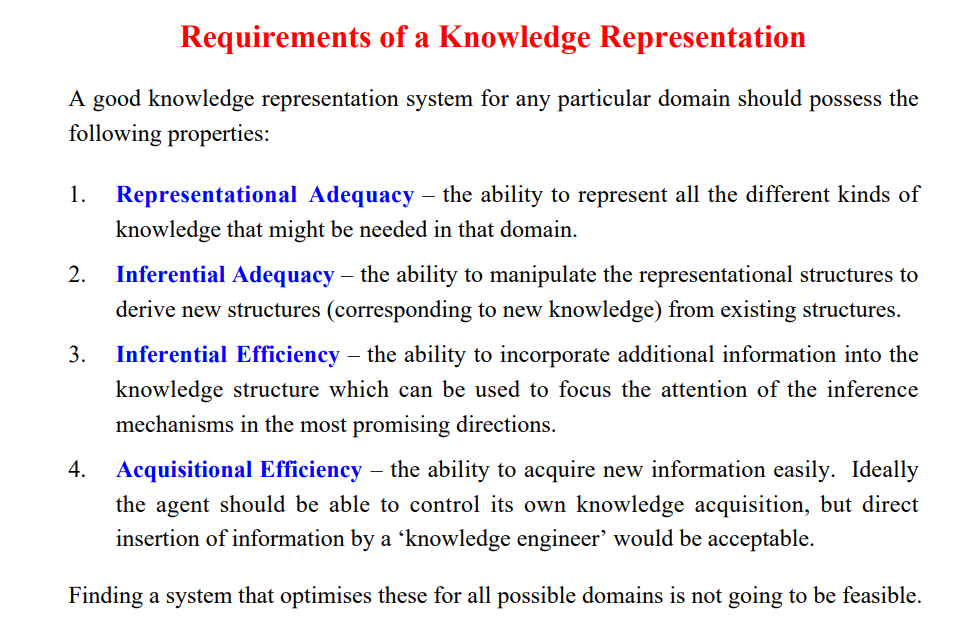 Requirements of a Knowledge Representation
A good knowledge representation system for any particular domain should possess the
following properties:
1. Representational Adequacy – the ability to represent all the different kinds of
knowledge that might be needed in that domain.
2. Inferential Adequacy – the ability to manipulate the representational structures to
derive new structures (corresponding to new knowledge) from existing structures.
3. Inferential Efficiency – the ability to incorporate additional information into the
knowledge structure which can be used to focus the attention of the inference
mechanisms in the most promising directions.
4. Acquisitional Efficiency – the ability to acquire new information easily. Ideally
the agent should be able to control its own knowledge acquisition, but direct
insertion of information by a ‘knowledge engineer’ would be acceptable.
Finding a system that optimises these for all possible domains is not going to be feasible.